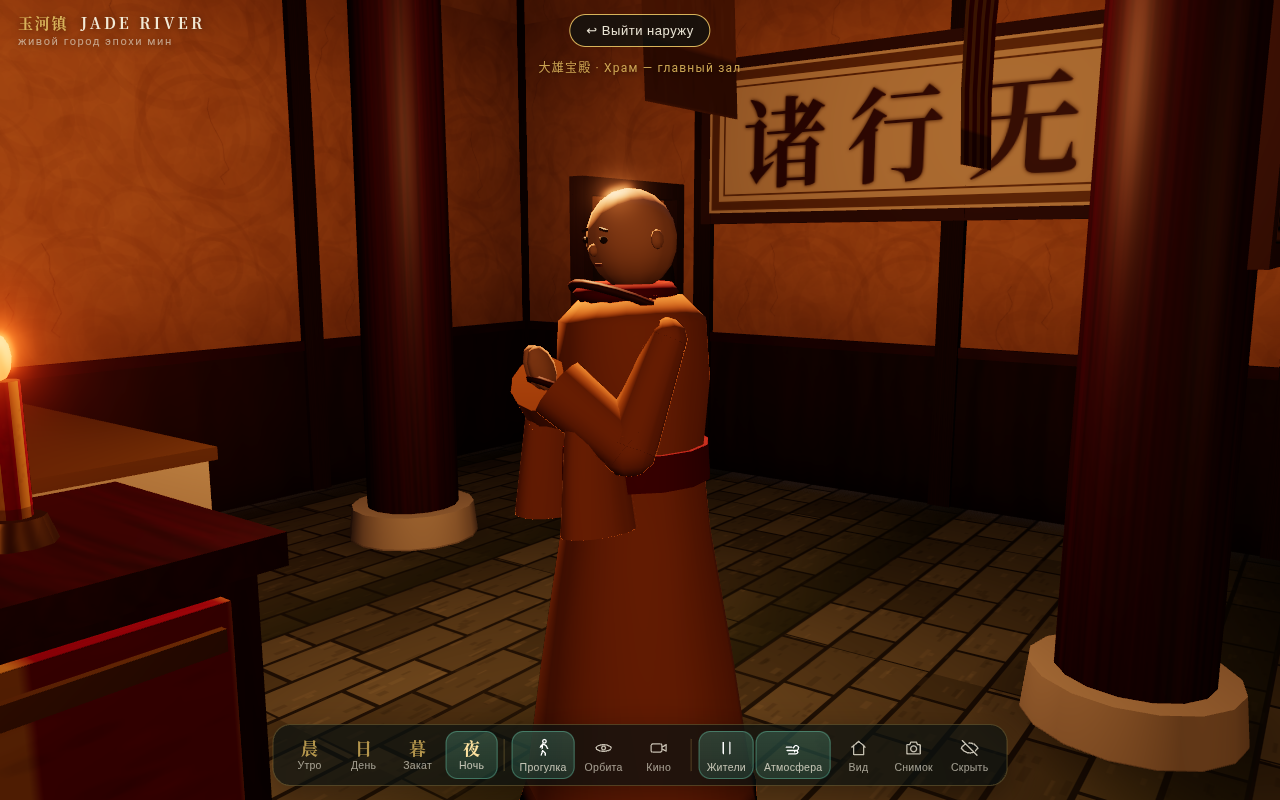 玉河镇 JADE RIVER
живой город эпохи мин
↩ Выйти наружу
大雄宝殿 · Храм — главный зал
诸行无
晨 日 暮 夜
Утро День Закат Ночь Прогулка Орбита Кино Жители Атмосфера Вид Снимок Скрыть